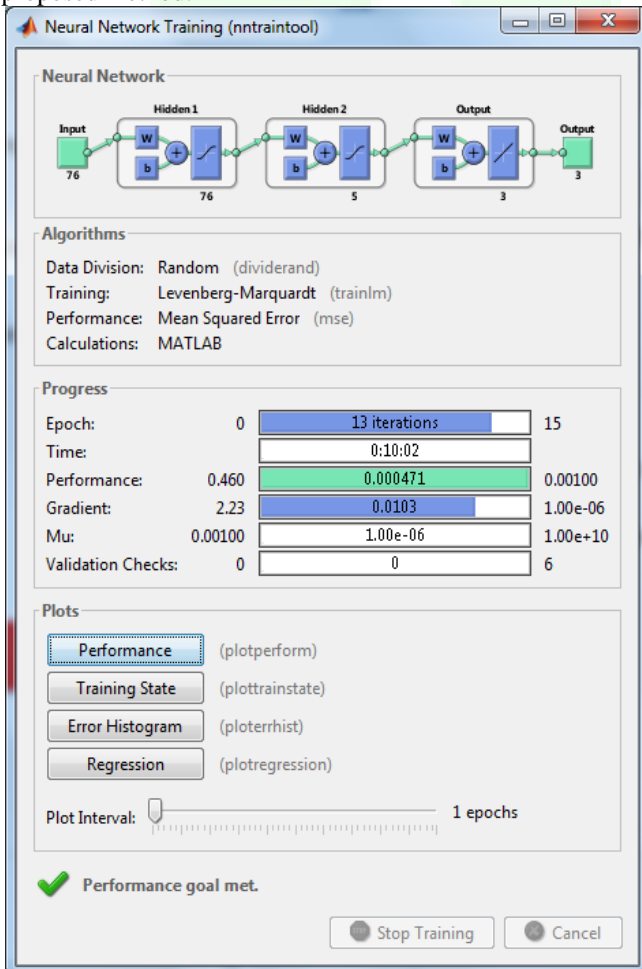 proposed method.
Neural Network Training (nntraintool)
Neural Network
Hidden 1 Hidden 2 Output
Input Output
W W W
b b b
76 3
76 5 3
Algorithms
Data Division: Random (dividerand)
Training: Levenberg-Marquardt (trainlm)
Performance: Mean Squared Error (mse)
Calculations: MATLAB
Progress
Epoch: 0 13 iterations 15
Time: 0:10:02
Performance: 0.460 0.000471 0.00100
Gradient: 2.23 0.0103 1.00e-06
Mu: 0.00100 1.00e-06 1.00e+10
Validation Checks: 0 0 6
Plots
Performance (plotperform)
Training State (plottrainstate)
Error Histogram (ploterrhist)
Regression (plotregression)
Plot Interval: 1 epochs
Performance goal met.
Stop Training Cancel